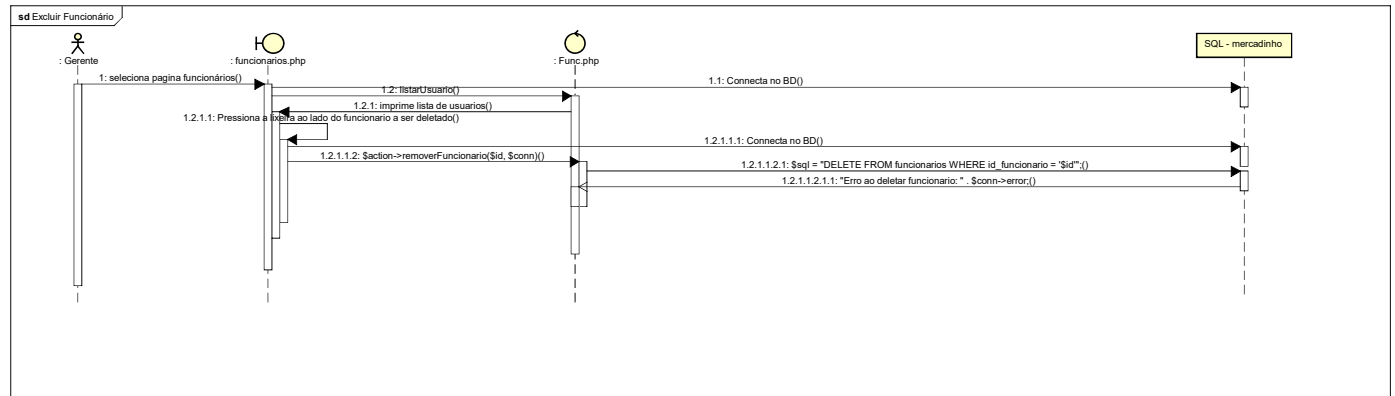 sd Excluir Funcionário
: Gerente
: funcionarios.php
: Func.php
SQL - mercadinho
1: seleciona pagina funcionários()
1.1: Connecta no BD()
1.2: listarUsuario()
1.2.1: imprime lista de usuarios()
1.2.1.1: Pressiona a lixeira ao lado do funcionario a ser deletado()
1.2.1.1.1: Connecta no BD()
1.2.1.1.2: $action->removerFuncionario($id, $conn)()
1.2.1.1.2.1: $sql = "DELETE FROM funcionarios WHERE id_funcionario = '$id'";()
1.2.1.1.2.1.1: "Erro ao deletar funcionario: " . $conn->error;()